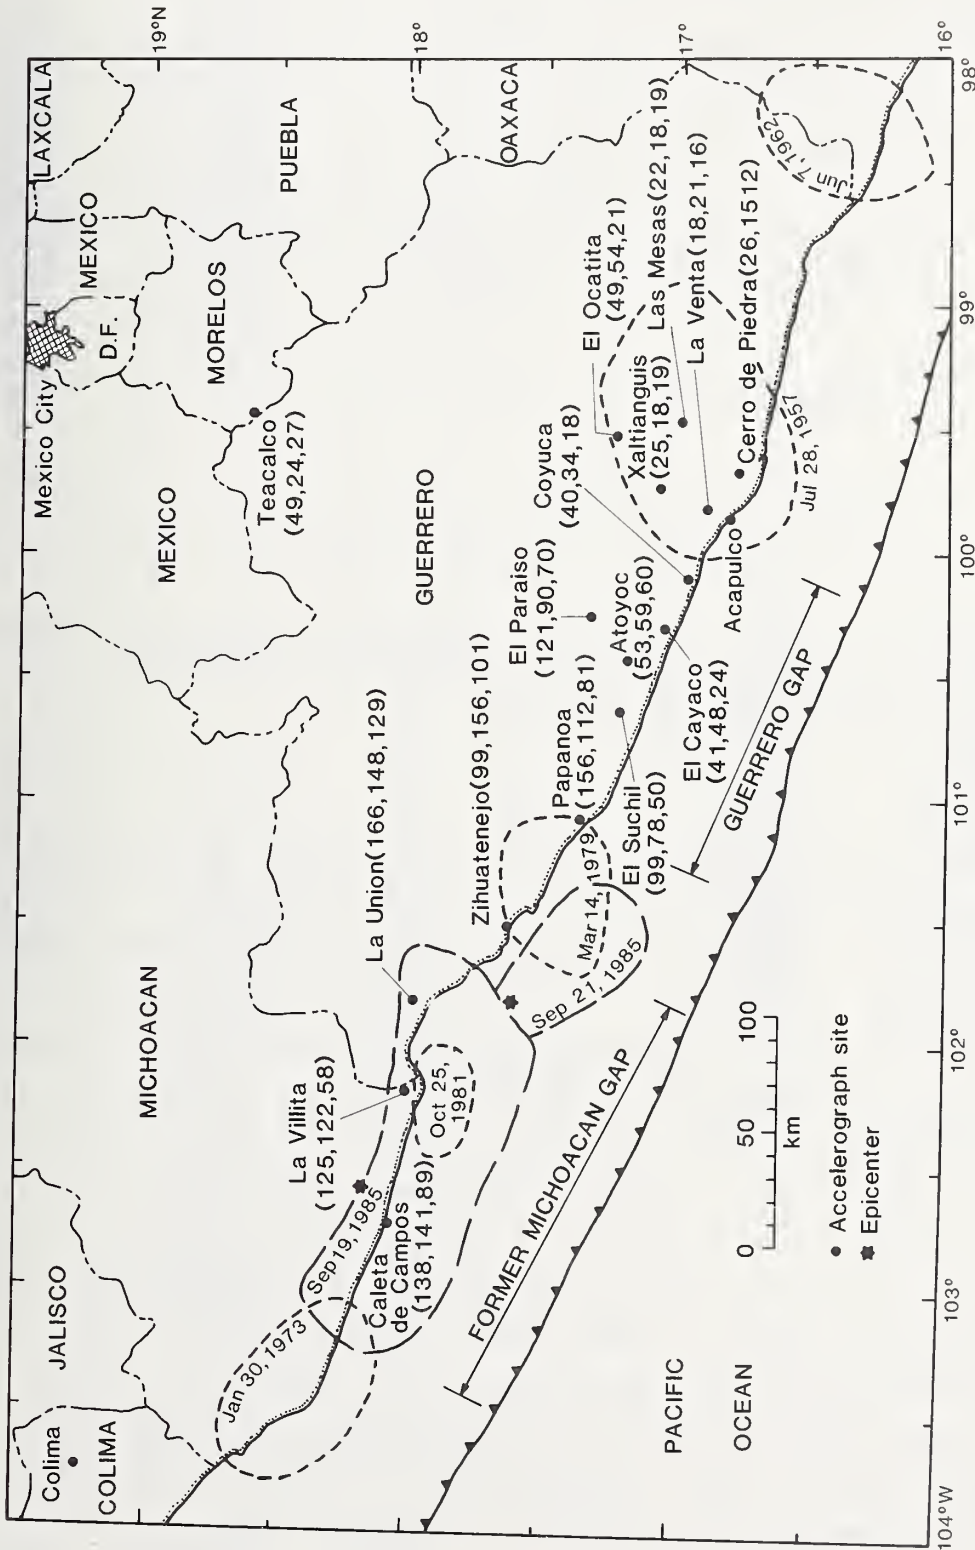 LAXCALA
PUEBLA
OAXACA
MEXICO
D.F.
MORELOS
Mexico City
MEXICO
Teacalco
(49,24,27)
GUERRERO
MICHOACAN
JALISCO
Colima
COLIMA
El Ocatita
(49,54,21)
Las Mesas(22,18,19)
Xaltianguis
(25,18,19)
La Venta(18,21,16)
Cerro de Piedra(26,1512)
Coyuca
(40,34,18)
El Paraiso
(121,90,70)
Atoyoc
(53,59,60)
Acapulco
El Cayaco
(41,48,24)
Zihuatenejo(99,156,101)
Papanoa
(156,112,81)
El Suchil
(99,78,50)
La Union(166,148,129)
La Villita
(125,122,58)
Caleta
de Campos
(138,141,89)
Jun 7,1962
Jul 28, 1957
Mar 14, 1979
Sep 21, 1985
Oct 25,
1981
Sep19,1985
Jan 30, 1973
GUERRERO GAP
FORMER MICHOACAN GAP
PACIFIC
OCEAN
0 50 100
km
Accelerograph site
Epicenter
19°N
18°
17°
16°
98°
99°
100°
101°
102°
103°
104°W